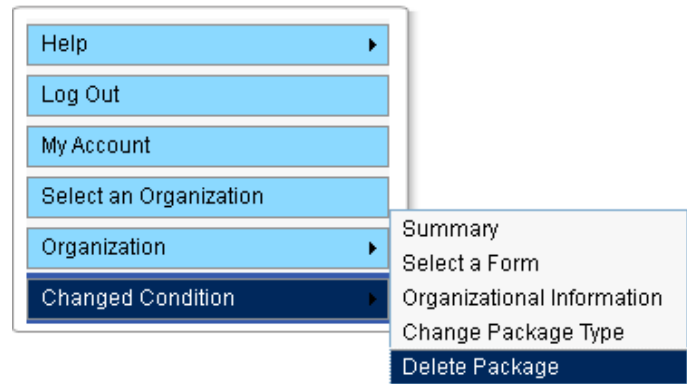 Help
Log Out
My Account
Select an Organization
Organization
Changed Condition
Summary
Select a Form
Organizational Information
Change Package Type
Delete Package